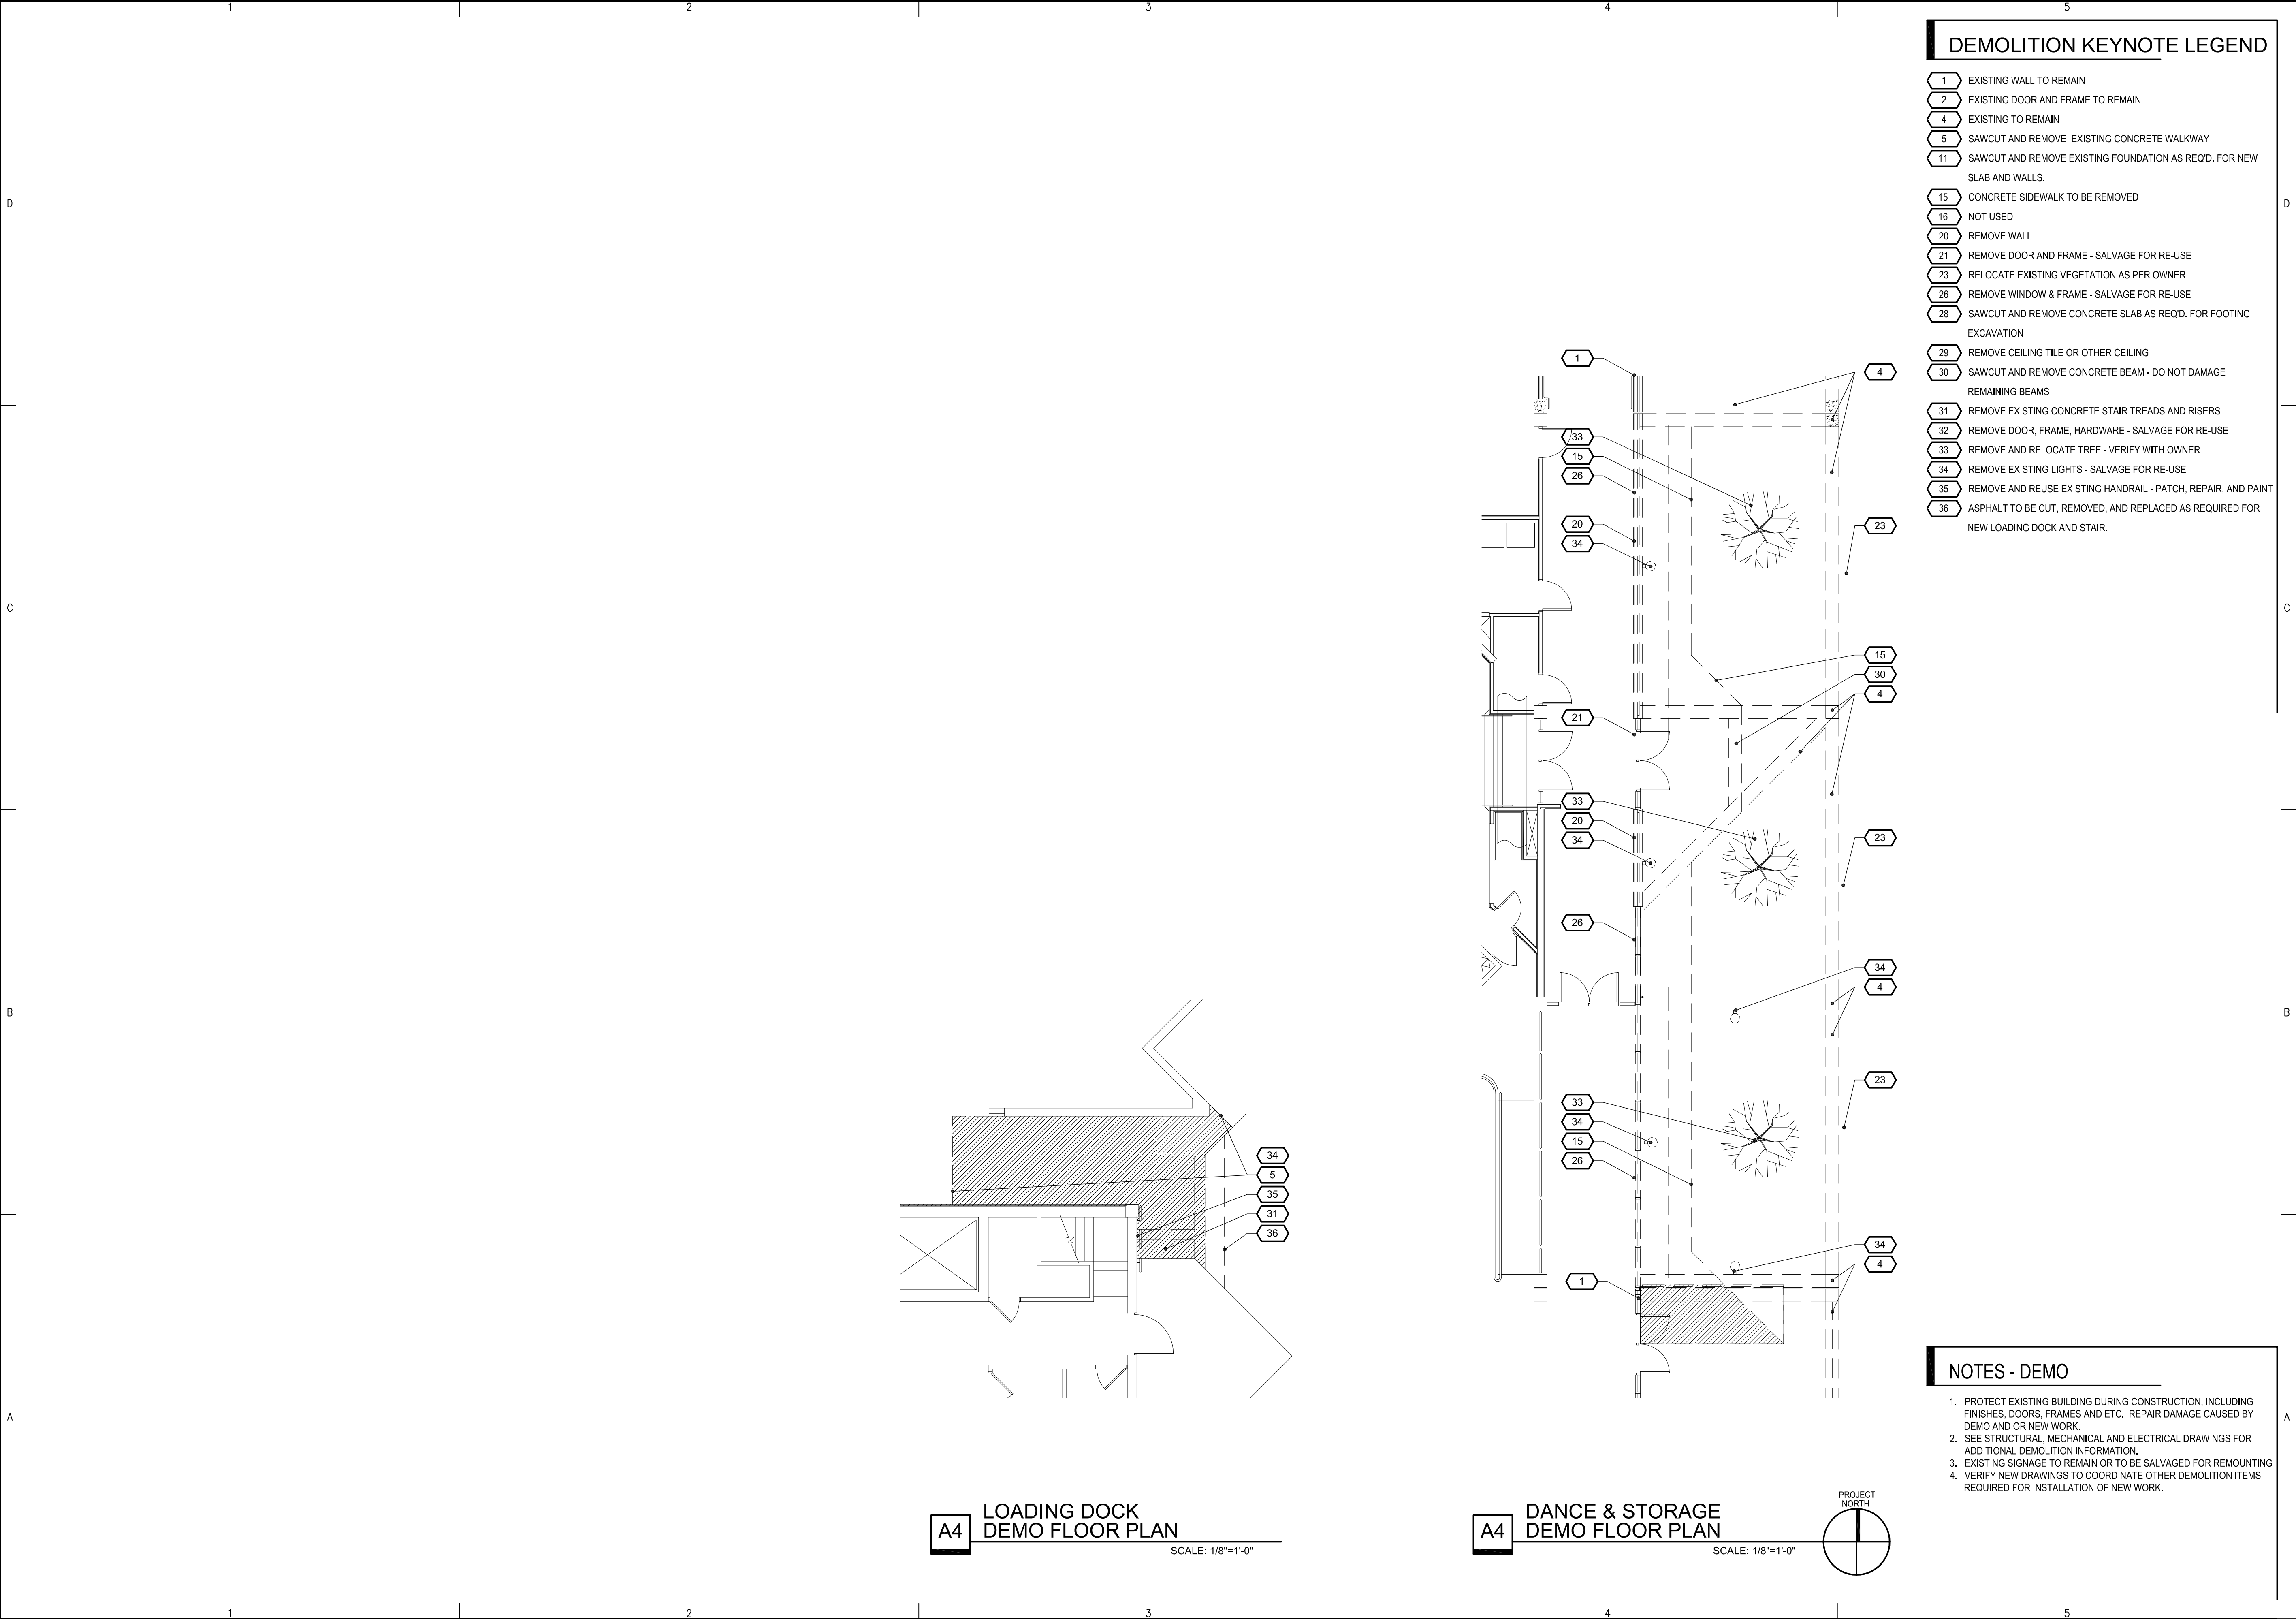 1 2 3 4 5
DEMOLITION KEYNOTE LEGEND
1 EXISTING WALL TO REMAIN
2 EXISTING DOOR AND FRAME TO REMAIN
4 EXISTING TO REMAIN
5 SAWCUT AND REMOVE EXISTING CONCRETE WALKWAY
11 SAWCUT AND REMOVE EXISTING FOUNDATION AS REQ'D. FOR NEW
SLAB AND WALLS.
15 CONCRETE SIDEWALK TO BE REMOVED
16 NOT USED
20 REMOVE WALL
21 REMOVE DOOR AND FRAME - SALVAGE FOR RE-USE
23 RELOCATE EXISTING VEGETATION AS PER OWNER
26 REMOVE WINDOW & FRAME - SALVAGE FOR RE-USE
28 SAWCUT AND REMOVE CONCRETE SLAB AS REQ'D. FOR FOOTING
EXCAVATION
29 REMOVE CEILING TILE OR OTHER CEILING
30 SAWCUT AND REMOVE CONCRETE BEAM - DO NOT DAMAGE
REMAINING BEAMS
31 REMOVE EXISTING CONCRETE STAIR TREADS AND RISERS
32 REMOVE DOOR, FRAME, HARDWARE - SALVAGE FOR RE-USE
33 REMOVE AND RELOCATE TREE - VERIFY WITH OWNER
34 REMOVE EXISTING LIGHTS - SALVAGE FOR RE-USE
35 REMOVE AND REUSE EXISTING HANDRAIL - PATCH, REPAIR, AND PAINT
36 ASPHALT TO BE CUT, REMOVED, AND REPLACED AS REQUIRED FOR
NEW LOADING DOCK AND STAIR.
D
D
C
C
B
B
A
A
1
33
15
26
20
34
21
33
20
34
26
33
34
15
26
1
4
23
15
30
4
23
34
4
23
34
4
34
5
35
31
36
A4
LOADING DOCK
DEMO FLOOR PLAN
SCALE: 1/8"=1'-0"
A4
DANCE & STORAGE
DEMO FLOOR PLAN
SCALE: 1/8"=1'-0"
PROJECT
NORTH
NOTES - DEMO
1. PROTECT EXISTING BUILDING DURING CONSTRUCTION, INCLUDING
FINISHES, DOORS, FRAMES AND ETC. REPAIR DAMAGE CAUSED BY
DEMO AND OR NEW WORK.
2. SEE STRUCTURAL, MECHANICAL AND ELECTRICAL DRAWINGS FOR
ADDITIONAL DEMOLITION INFORMATION.
3. EXISTING SIGNAGE TO REMAIN OR TO BE SALVAGED FOR REMOUNTING
4. VERIFY NEW DRAWINGS TO COORDINATE OTHER DEMOLITION ITEMS
REQUIRED FOR INSTALLATION OF NEW WORK.
1 2 3 4 5